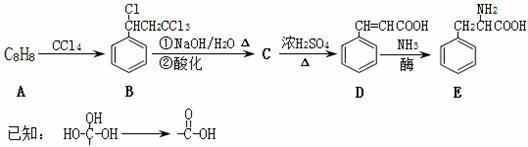 Cl
CHCH₂CCl₃
C₈H₈ CCl₄ ①NaOH/H₂O △ ②酸化 C 浓H₂SO₄ △ CH=CHCOOH NH₃ 酶 NH₂ CH₂CHCOOH
A B D E
已知: OH HO-C-OH O C-OH